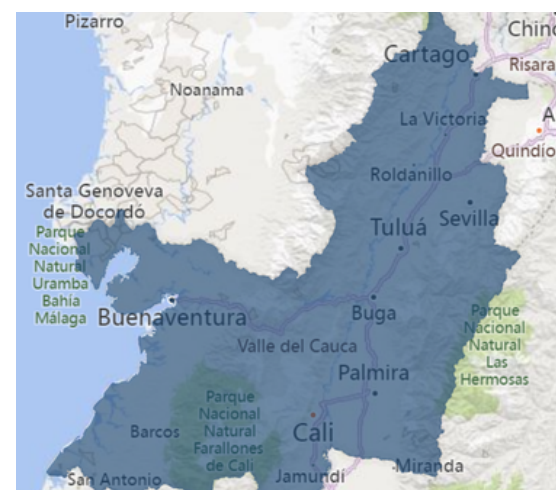 Pizarro
Chinc
Cartago
Risara
Noanama
La Victoria
A
Quindio
Roldanillo
Santa Genoveva
de Docordó
Sevilla
Tuluá
Parque
Nacional
Natural
Uramba
Bahía
Málaga
Buenaventura
Buga
Parque
Nacional
Natural
Las
Hermosas
Valle del Cauca
Palmira
Parque
Nacional
Natural
Farallones
de Cali
Barcos
Cali
San Antonio
Jamundi
Miranda